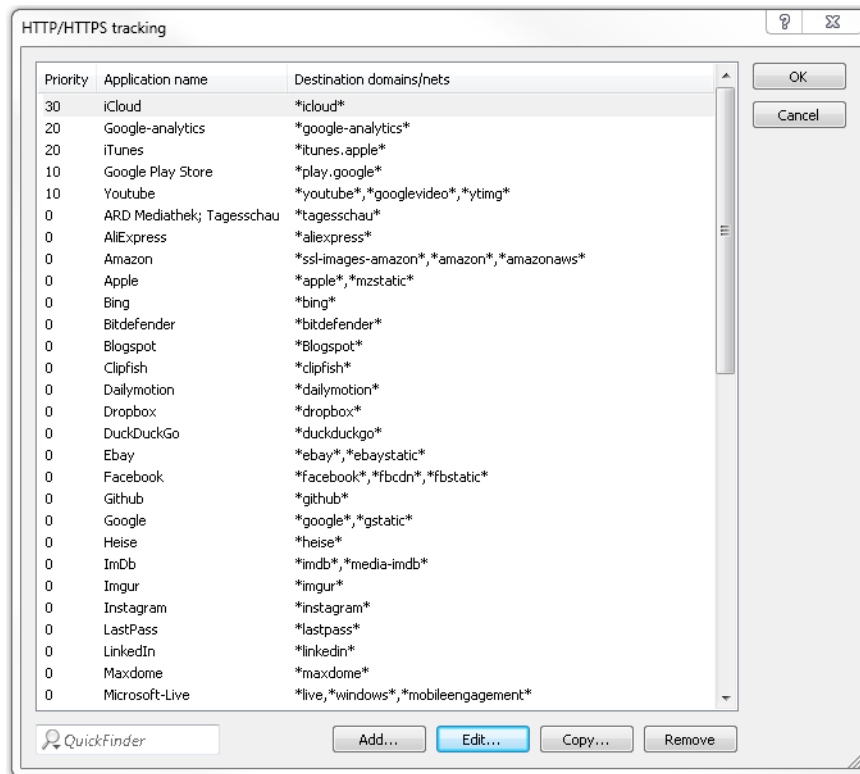 HTTP/HTTPS tracking
Priority Application name Destination domains/nets
30 iCloud *icloud*
20 Google-analytics *google-analytics*
20 iTunes *itunes.apple*
10 Google Play Store *play.google*
10 Youtube *youtube*,*googlevideo*,*ytimg*
0 ARD Mediathek; Tagesschau *tagesschau*
0 AliExpress *aliexpress*
0 Amazon *ssl-images-amazon*,*amazon*,*amazonaws*
0 Apple *apple*,*mzstatic*
0 Bing *bing*
0 Bitdefender *bitdefender*
0 Blogspot *Blogspot*
0 Clipfish *clipfish*
0 Dailymotion *dailymotion*
0 Dropbox *dropbox*
0 DuckDuckGo *duckduckgo*
0 Ebay *ebay*,*ebaystatic*
0 Facebook *facebook*,*fbcdn*,*fbstatic*
0 Github *github*
0 Google *google*,*gstatic*
0 Heise *heise*
0 ImDb *imdb*,*media-imdb*
0 Imgur *imgur*
0 Instagram *instagram*
0 LastPass *lastpass*
0 LinkedIn *linkedin*
0 Maxdome *maxdome*
0 Microsoft-Live *live,*windows*,*mobileengagement*
OK
Cancel
QuickFinder Add... Edit... Copy... Remove